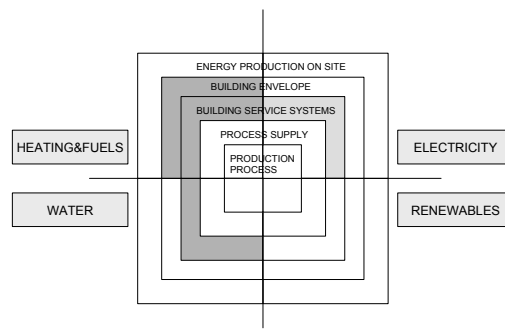 ENERGY PRODUCTION ON SITE
BUILDING ENVELOPE
BUILDING SERVICE SYSTEMS
PROCESS SUPPLY
PRODUCTION
PROCESS
HEATING&FUELS
ELECTRICITY
WATER
RENEWABLES